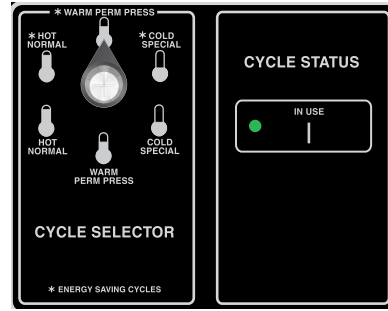 * WARM PERM PRESS
* HOT
NORMAL
* COLD
SPECIAL
HOT
NORMAL
COLD
SPECIAL
WARM
PERM PRESS
CYCLE SELECTOR
* ENERGY SAVING CYCLES
CYCLE STATUS
IN USE